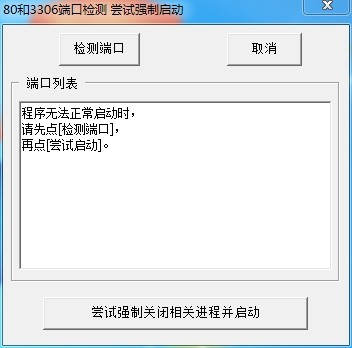 80和3306端口检测 尝试强制启动
检测端口 取消
端口列表
程序无法正常启动时，
请先点[检测端口]，
再点[尝试启动]。
尝试强制关闭相关进程并启动